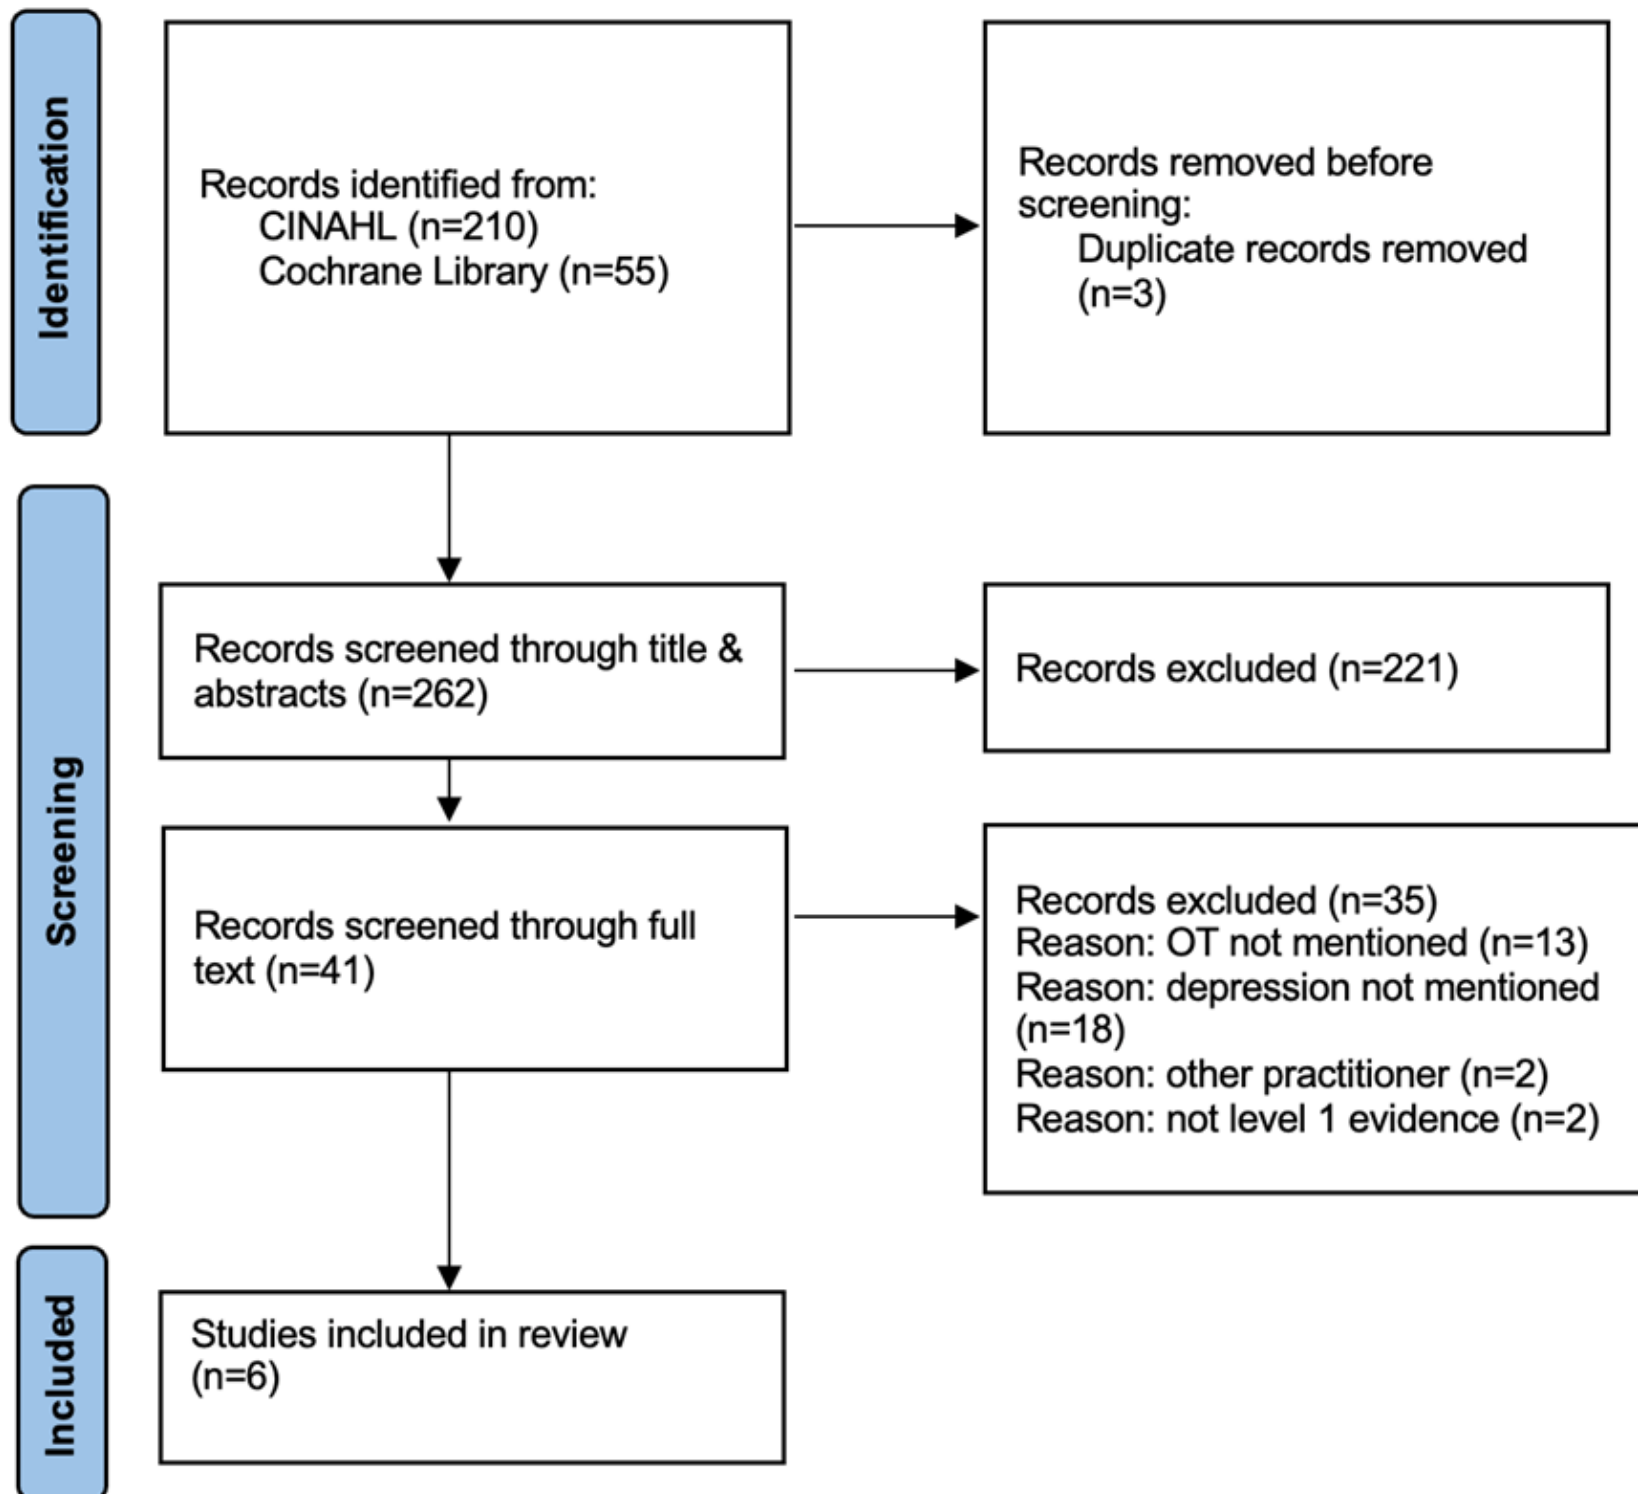 Identification
Records identified from:
CINAHL (n=210)
Cochrane Library (n=55)
Records removed before
screening:
Duplicate records removed
(n=3)
Screening
Records screened through title &
abstracts (n=262)
Records excluded (n=221)
Records screened through full
text (n=41)
Records excluded (n=35)
Reason: OT not mentioned (n=13)
Reason: depression not mentioned
(n=18)
Reason: other practitioner (n=2)
Reason: not level 1 evidence (n=2)
Included
Studies included in review
(n=6)